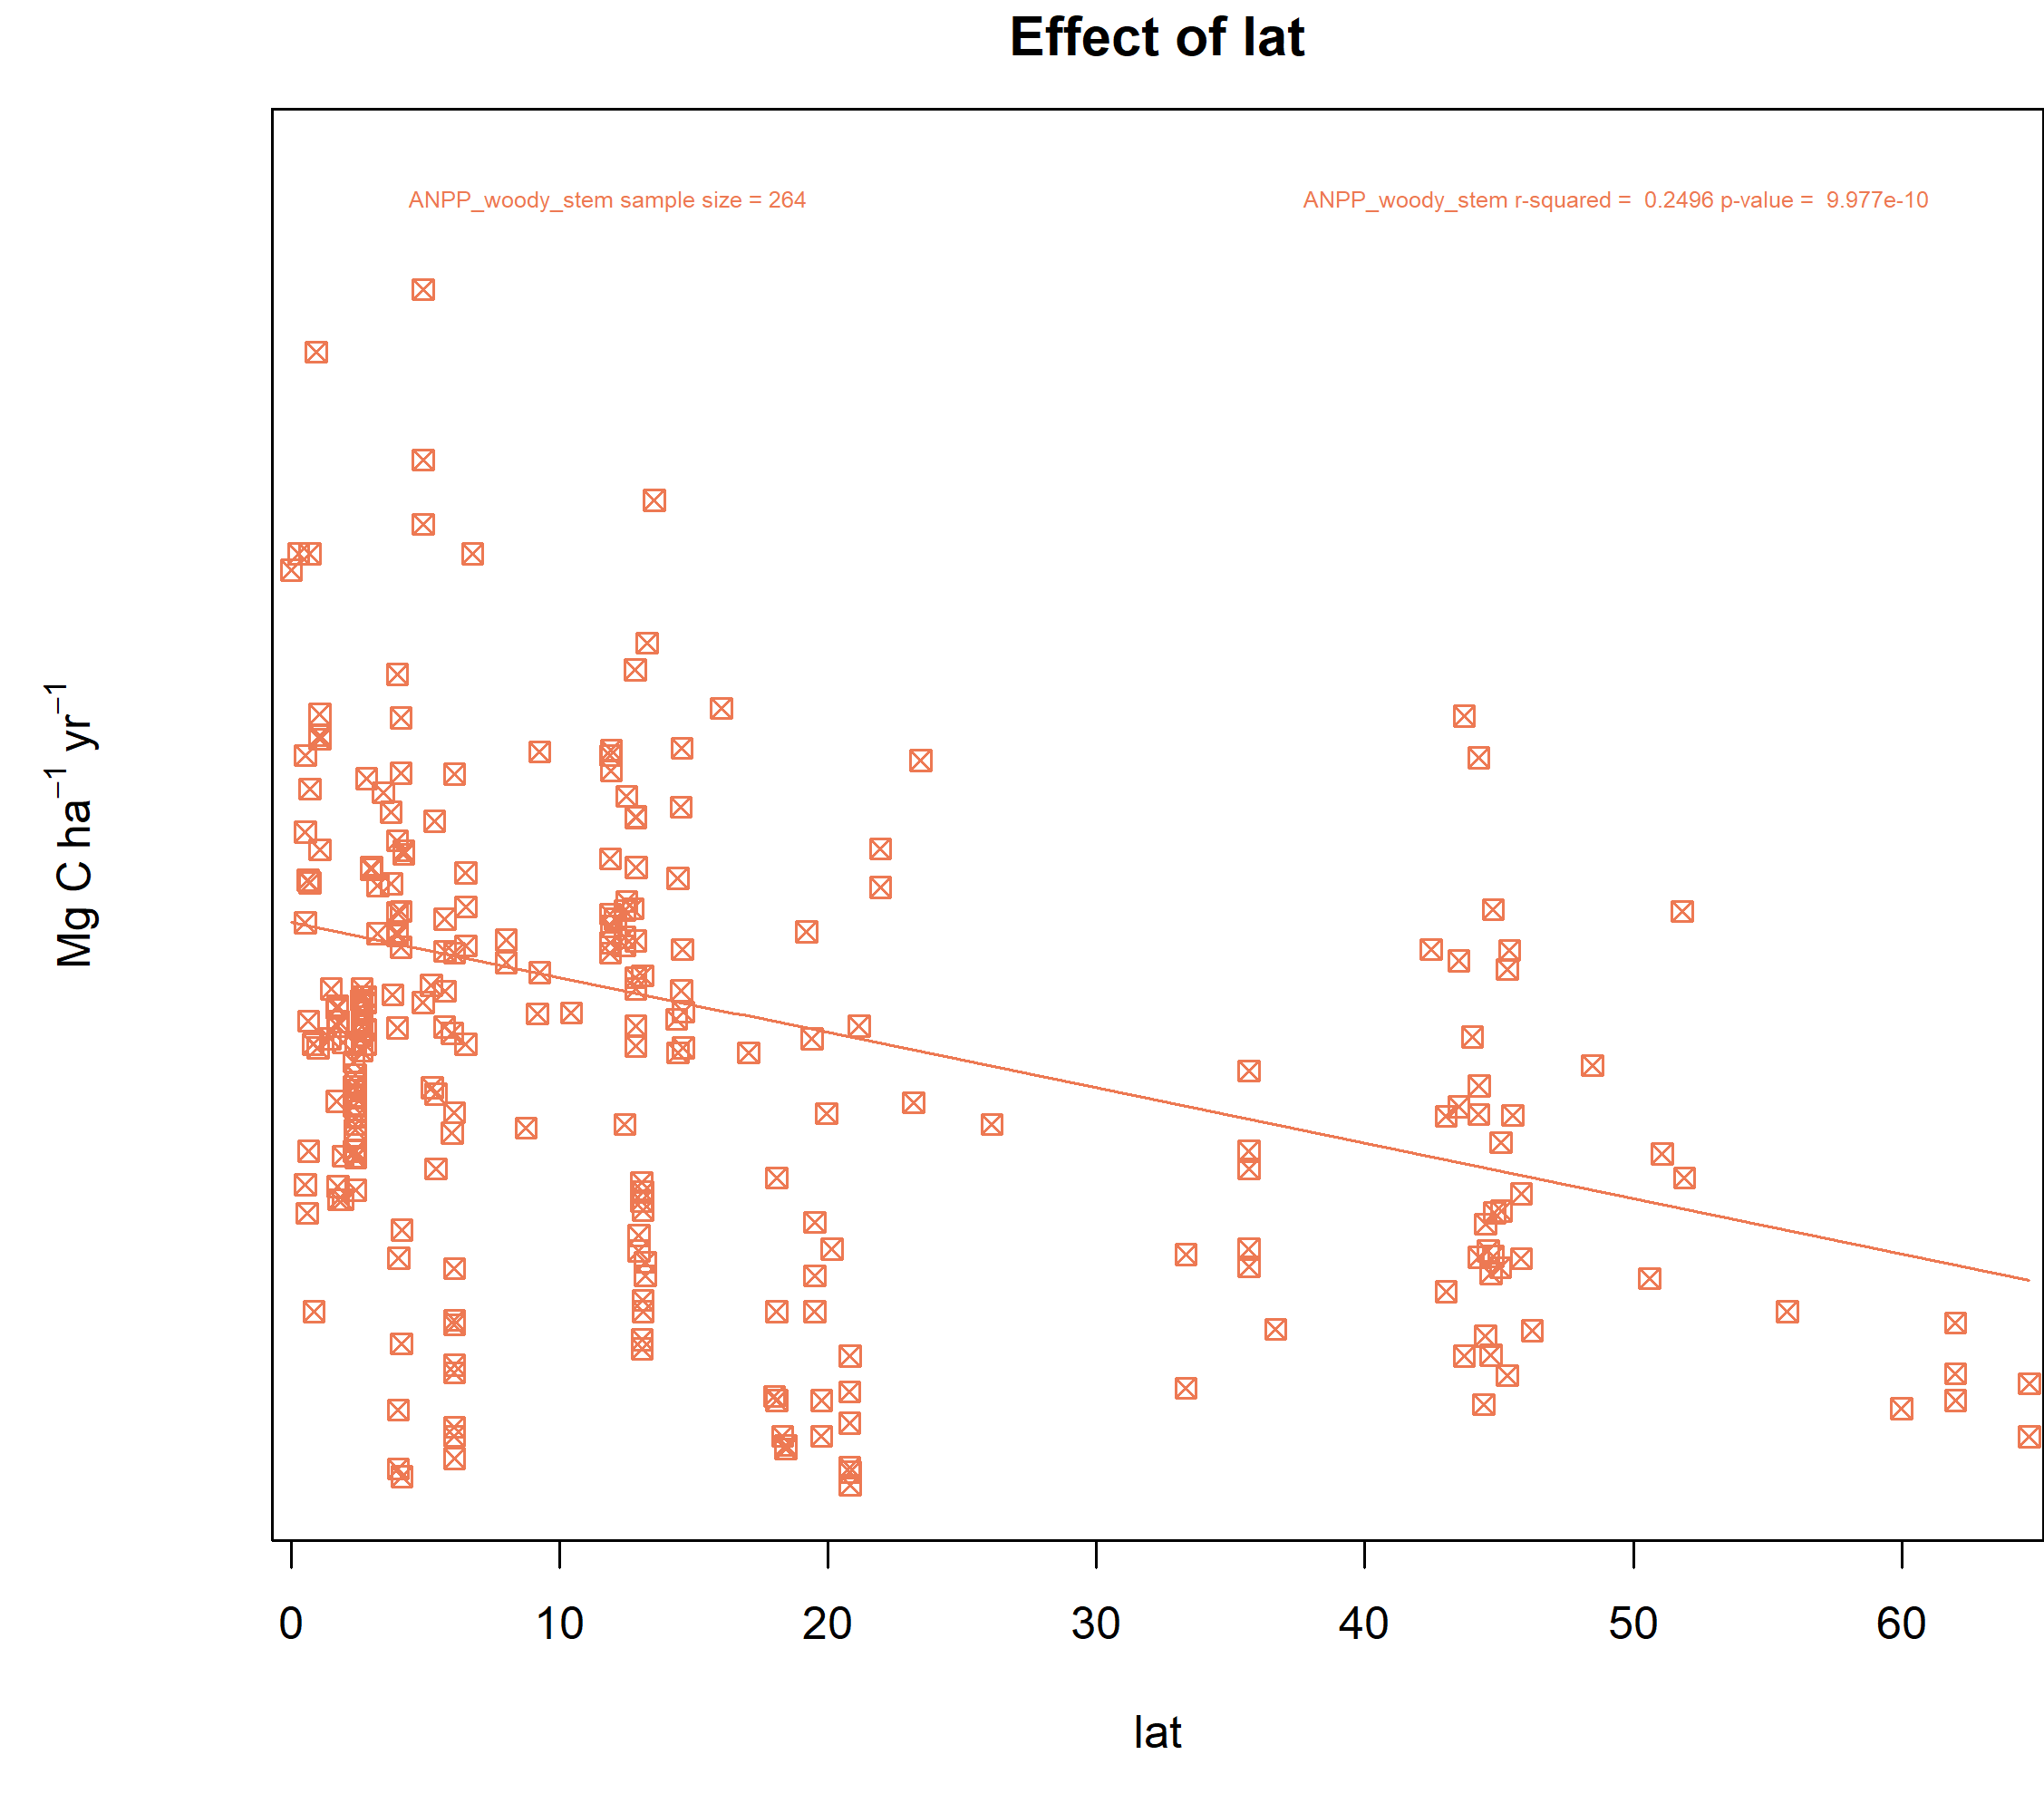 Effect of lat
ANPP_woody_stem sample size = 264
ANPP_woody_stem r-squared = 0.2496 p-value = 9.977e-10
Mg C ha⁻¹ yr⁻¹
0 10 20 30 40 50 60
lat